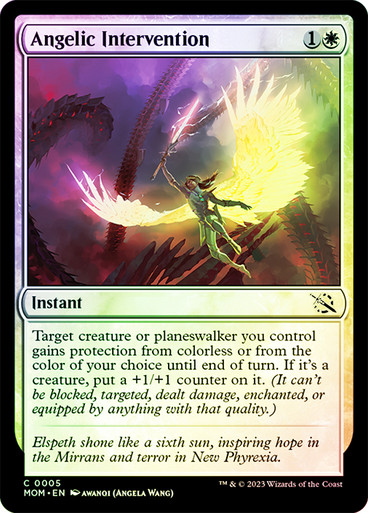 Angelic Intervention 1
Instant
Target creature or planeswalker you control
gains protection from colorless or from the
color of your choice until end of turn. If it's a
creature, put a +1/+1 counter on it. (It can't
be blocked, targeted, dealt damage, enchanted, or
equipped by anything with that quality.)
Elspeth shone like a sixth sun, inspiring hope in
the Mirrans and terror in New Phyrexia.
C 0005
MOM • EN AWANQI (ANGELA WANG)
™ & © 2023 Wizards of the Coast